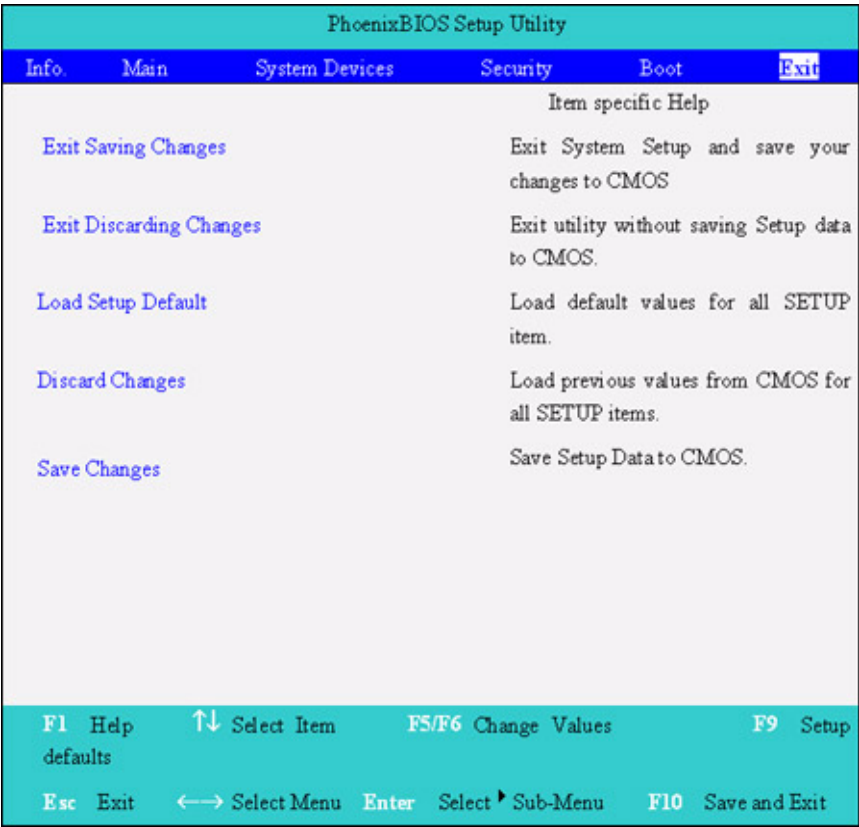 PhoenixBIOS Setup Utility
Info. Main System Devices Security Boot Exit
Item specific Help
Exit Saving Changes Exit System Setup and save your
changes to CMOS
Exit Discarding Changes Exit utility without saving Setup data
to CMOS.
Load Setup Default Load default values for all SETUP
item.
Discard Changes Load previous values from CMOS for
all SETUP items.
Save Changes Save Setup Data to CMOS.
F1 Help ↑↓ Select Item F5/F6 Change Values F9 Setup
defaults
Esc Exit ←→ Select Menu Enter Select ▸ Sub-Menu F10 Save and Exit